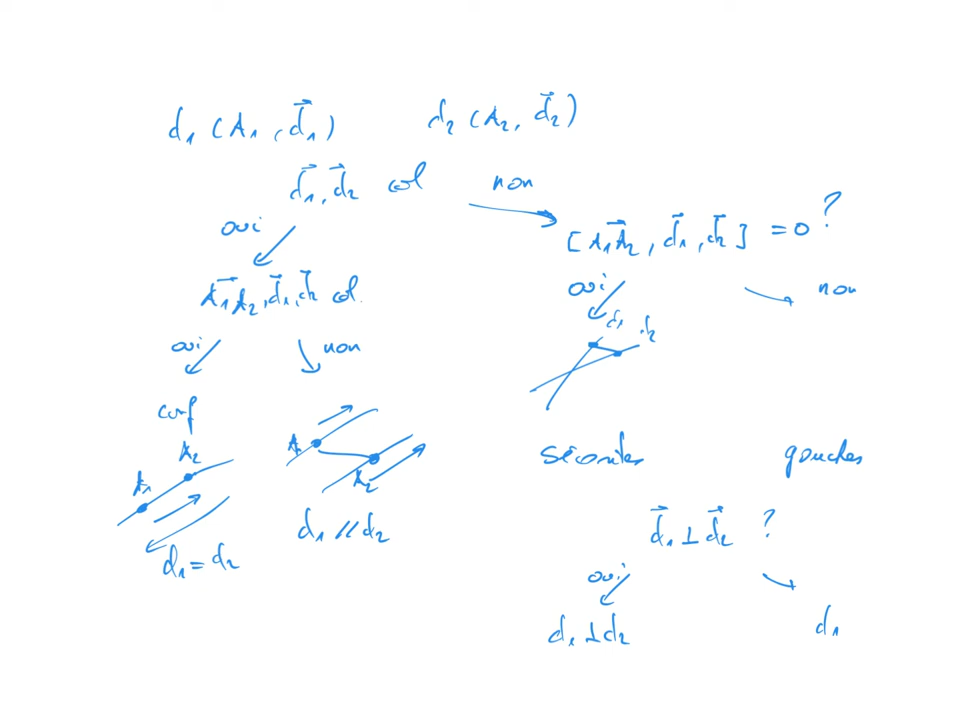 d₁ (A₁, d⃗₁) d₂ (A₂, d⃗₂)
d⃗₁, d⃗₂ col non
oui
[A₁A₂⃗, d⃗₁, d⃗₂] = 0 ?
A₁A₂⃗, d⃗₁, d⃗₂ col.
oui non
d₁ d₂
oui non
conf
A₂ A₁
A₁ A₂
sécantes gauches
d₁ // d₂
d⃗₁ ⊥ d⃗₂ ?
d₁ = d₂
oui
d₁ ⊥ d₂ d₁